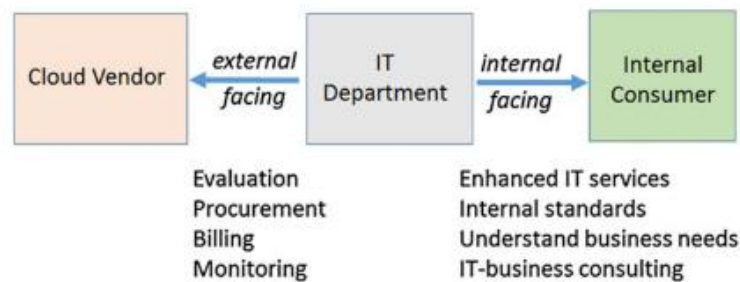 Cloud Vendor
external
facing
IT
Department
internal
facing
Internal
Consumer
Evaluation
Procurement
Billing
Monitoring
Enhanced IT services
Internal standards
Understand business needs
IT-business consulting